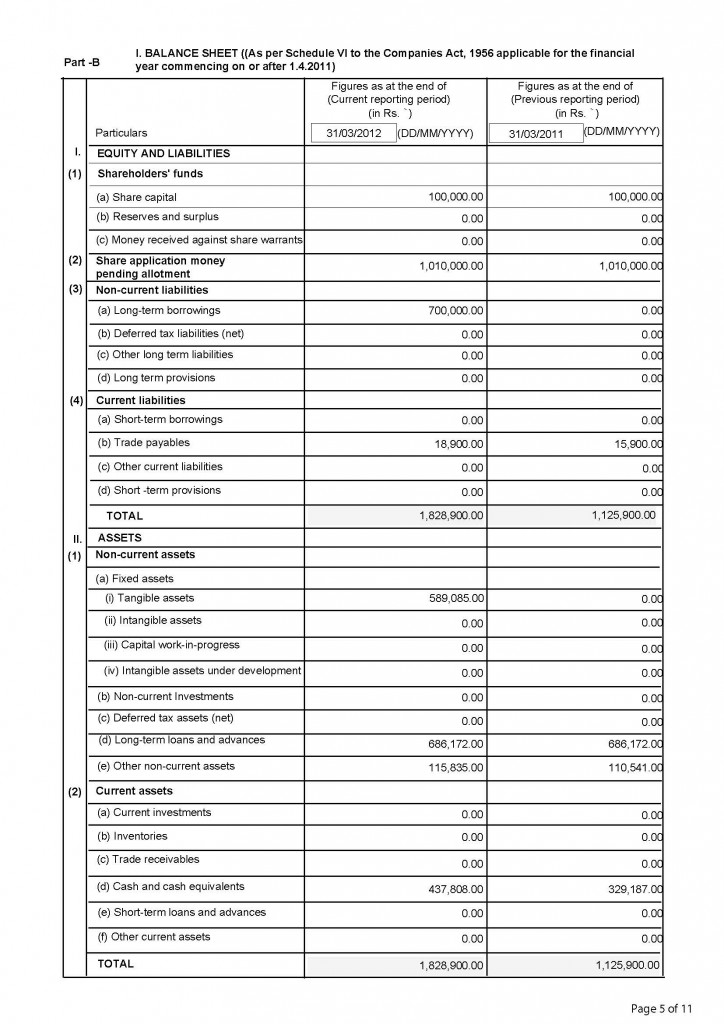 Part -B
I. BALANCE SHEET ((As per Schedule VI to the Companies Act, 1956 applicable for the financial
year commencing on or after 1.4.2011)
Figures as at the end of Figures as at the end of
(Current reporting period) (Previous reporting period)
(in Rs. `) (in Rs. `)
Particulars 31/03/2012 (DD/MM/YYYY) 31/03/2011 (DD/MM/YYYY)
I. EQUITY AND LIABILITIES
(1) Shareholders' funds
(a) Share capital 100,000.00 100,000.00
(b) Reserves and surplus 0.00 0.00
(c) Money received against share warrants 0.00 0.00
(2) Share application money
pending allotment 1,010,000.00 1,010,000.00
(3) Non-current liabilities
(a) Long-term borrowings 700,000.00 0.00
(b) Deferred tax liabilities (net) 0.00 0.00
(c) Other long term liabilities 0.00 0.00
(d) Long term provisions 0.00 0.00
(4) Current liabilities
(a) Short-term borrowings 0.00 0.00
(b) Trade payables 18,900.00 15,900.00
(c) Other current liabilities 0.00 0.00
(d) Short -term provisions 0.00 0.00
TOTAL 1,828,900.00 1,125,900.00
II. ASSETS
(1) Non-current assets
(a) Fixed assets
(i) Tangible assets 589,085.00 0.00
(ii) Intangible assets 0.00 0.00
(iii) Capital work-in-progress 0.00 0.00
(iv) Intangible assets under development 0.00 0.00
(b) Non-current Investments 0.00 0.00
(c) Deferred tax assets (net) 0.00 0.00
(d) Long-term loans and advances 686,172.00 686,172.00
(e) Other non-current assets 115,835.00 110,541.00
(2) Current assets
(a) Current investments 0.00 0.00
(b) Inventories 0.00 0.00
(c) Trade receivables 0.00 0.00
(d) Cash and cash equivalents 437,808.00 329,187.00
(e) Short-term loans and advances 0.00 0.00
(f) Other current assets 0.00 0.00
TOTAL 1,828,900.00 1,125,900.00
Page 5 of 11